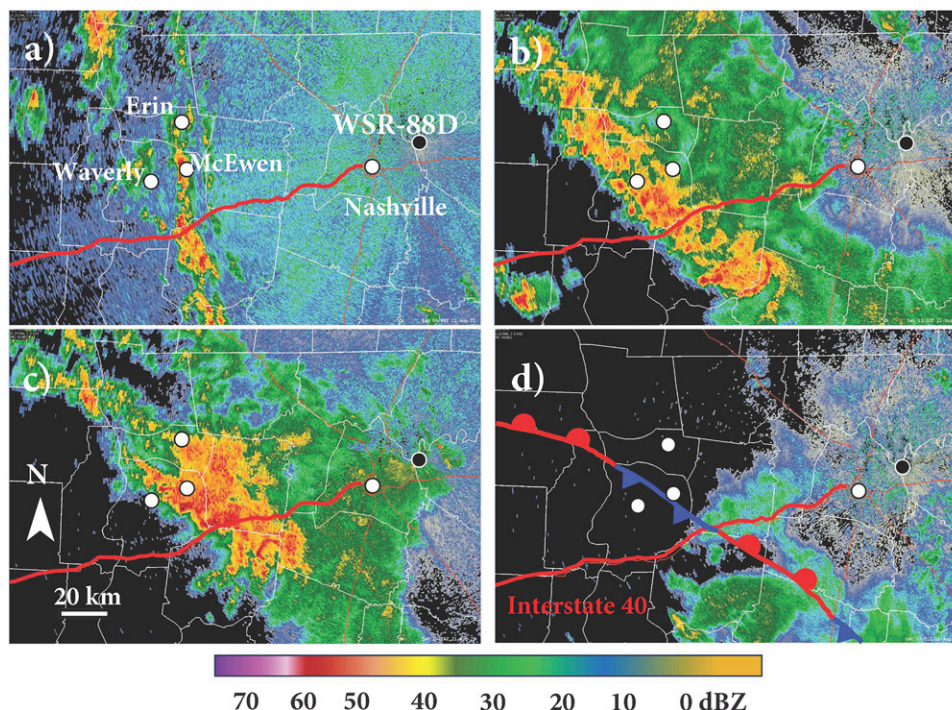 a)
Erin
WSR-88D
Waverly
McEwen
Nashville
b)
c)
N
20 km
d)
Interstate 40
70 60 50 40 30 20 10 0 dBZ